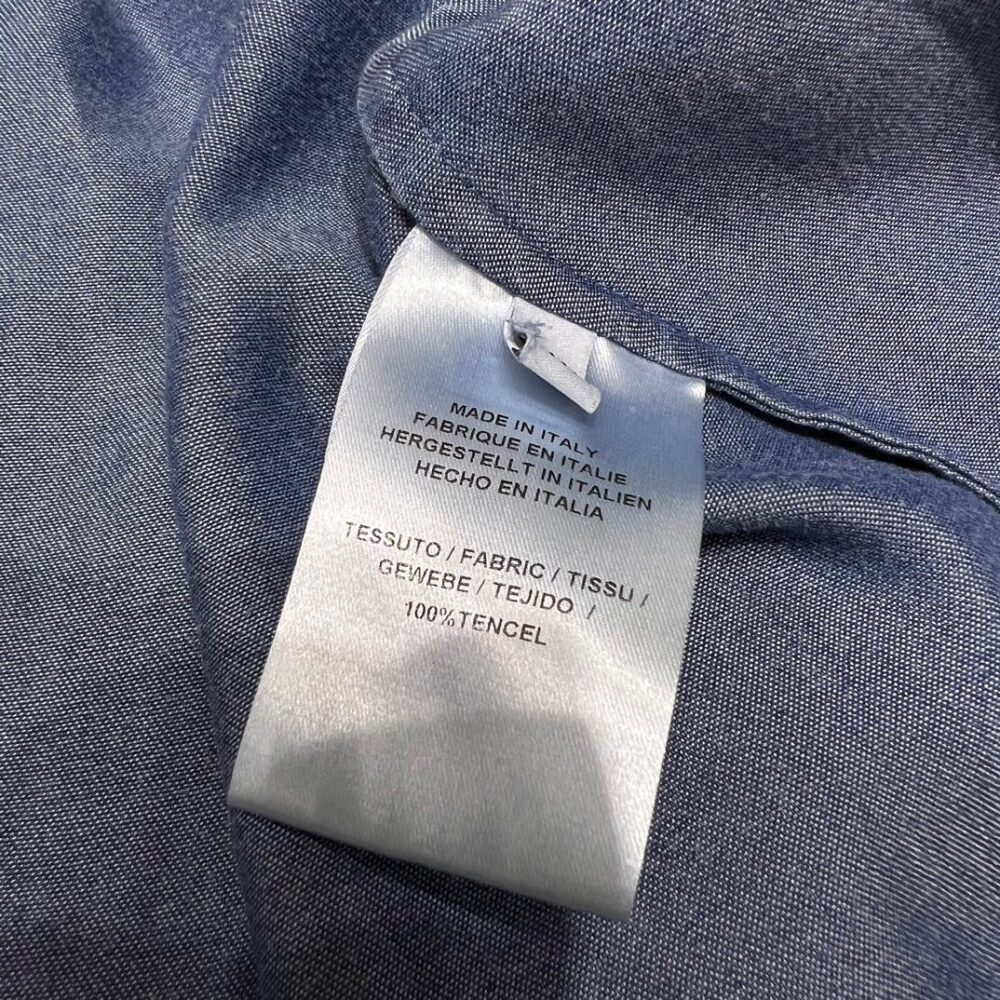 MADE IN ITALY
FABRIQUE EN ITALIE
HERGESTELLT IN ITALIEN
HECHO EN ITALIA
TESSUTO / FABRIC / TISSU /
GEWEBE / TEJIDO /
100%TENCEL